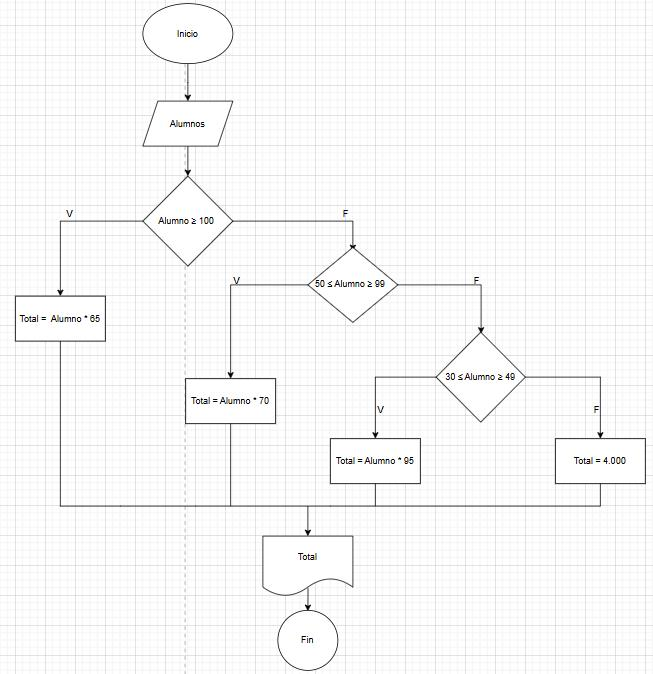 Inicio
Alumnos
Alumno ≥ 100
V
F
50 ≤ Alumno ≥ 99
V
F
Total =  Alumno * 65
30 ≤ Alumno ≥ 49
Total = Alumno * 70
V
F
Total = Alumno * 95
Total = 4.000
Total
Fin